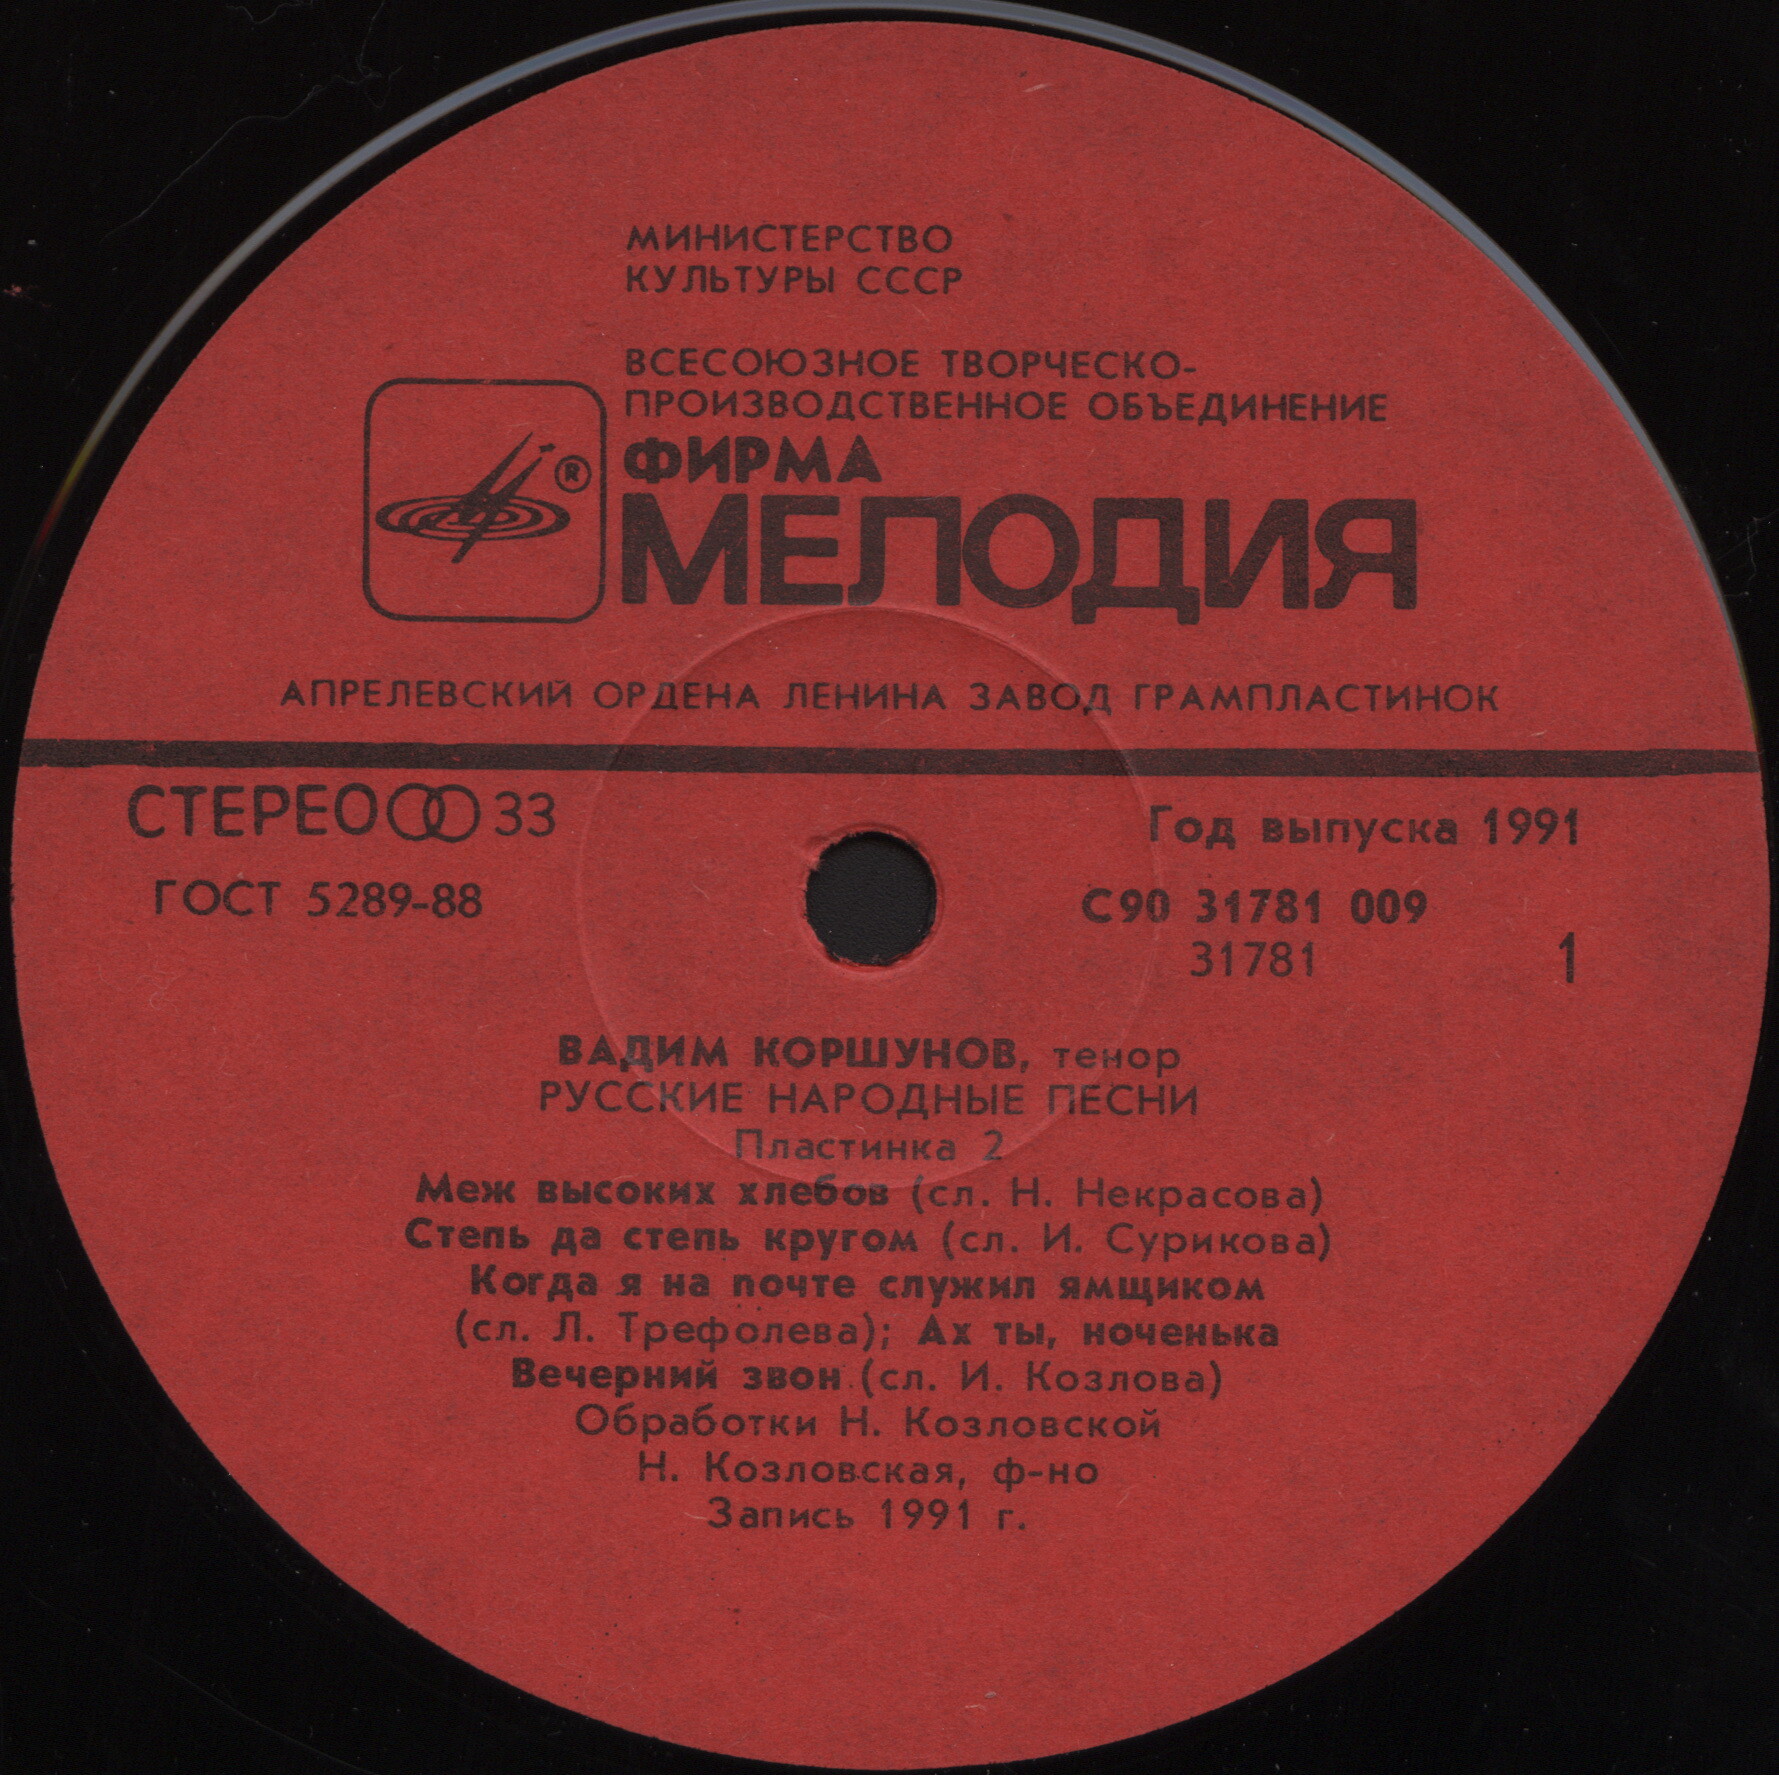 МИНИСТЕРСТВО
КУЛЬТУРЫ СССР
ВСЕСОЮЗНОЕ ТВОРЧЕСКО-
ПРОИЗВОДСТВЕННОЕ ОБЪЕДИНЕНИЕ
ФИРМА
®
МЕЛОДИЯ
АПРЕЛЕВСКИЙ ОРДЕНА ЛЕНИНА ЗАВОД ГРАМПЛАСТИНОК
СТЕРЕО 33
ГОСТ 5289-88
Год выпуска 1991
С90 31781 009
31781
1
ВАДИМ КОРШУНОВ, тенор
РУССКИЕ НАРОДНЫЕ ПЕСНИ
Пластинка 2
Меж высоких хлебов (сл. Н. Некрасова)
Степь да степь кругом (сл. И. Сурикова)
Когда я на почте служил ямщиком
(сл. Л. Трефолева); Ах ты, ноченька
Вечерний звон (сл. И. Козлова)
Обработки Н. Козловской
Н. Козловская, ф-но
Запись 1991 г.